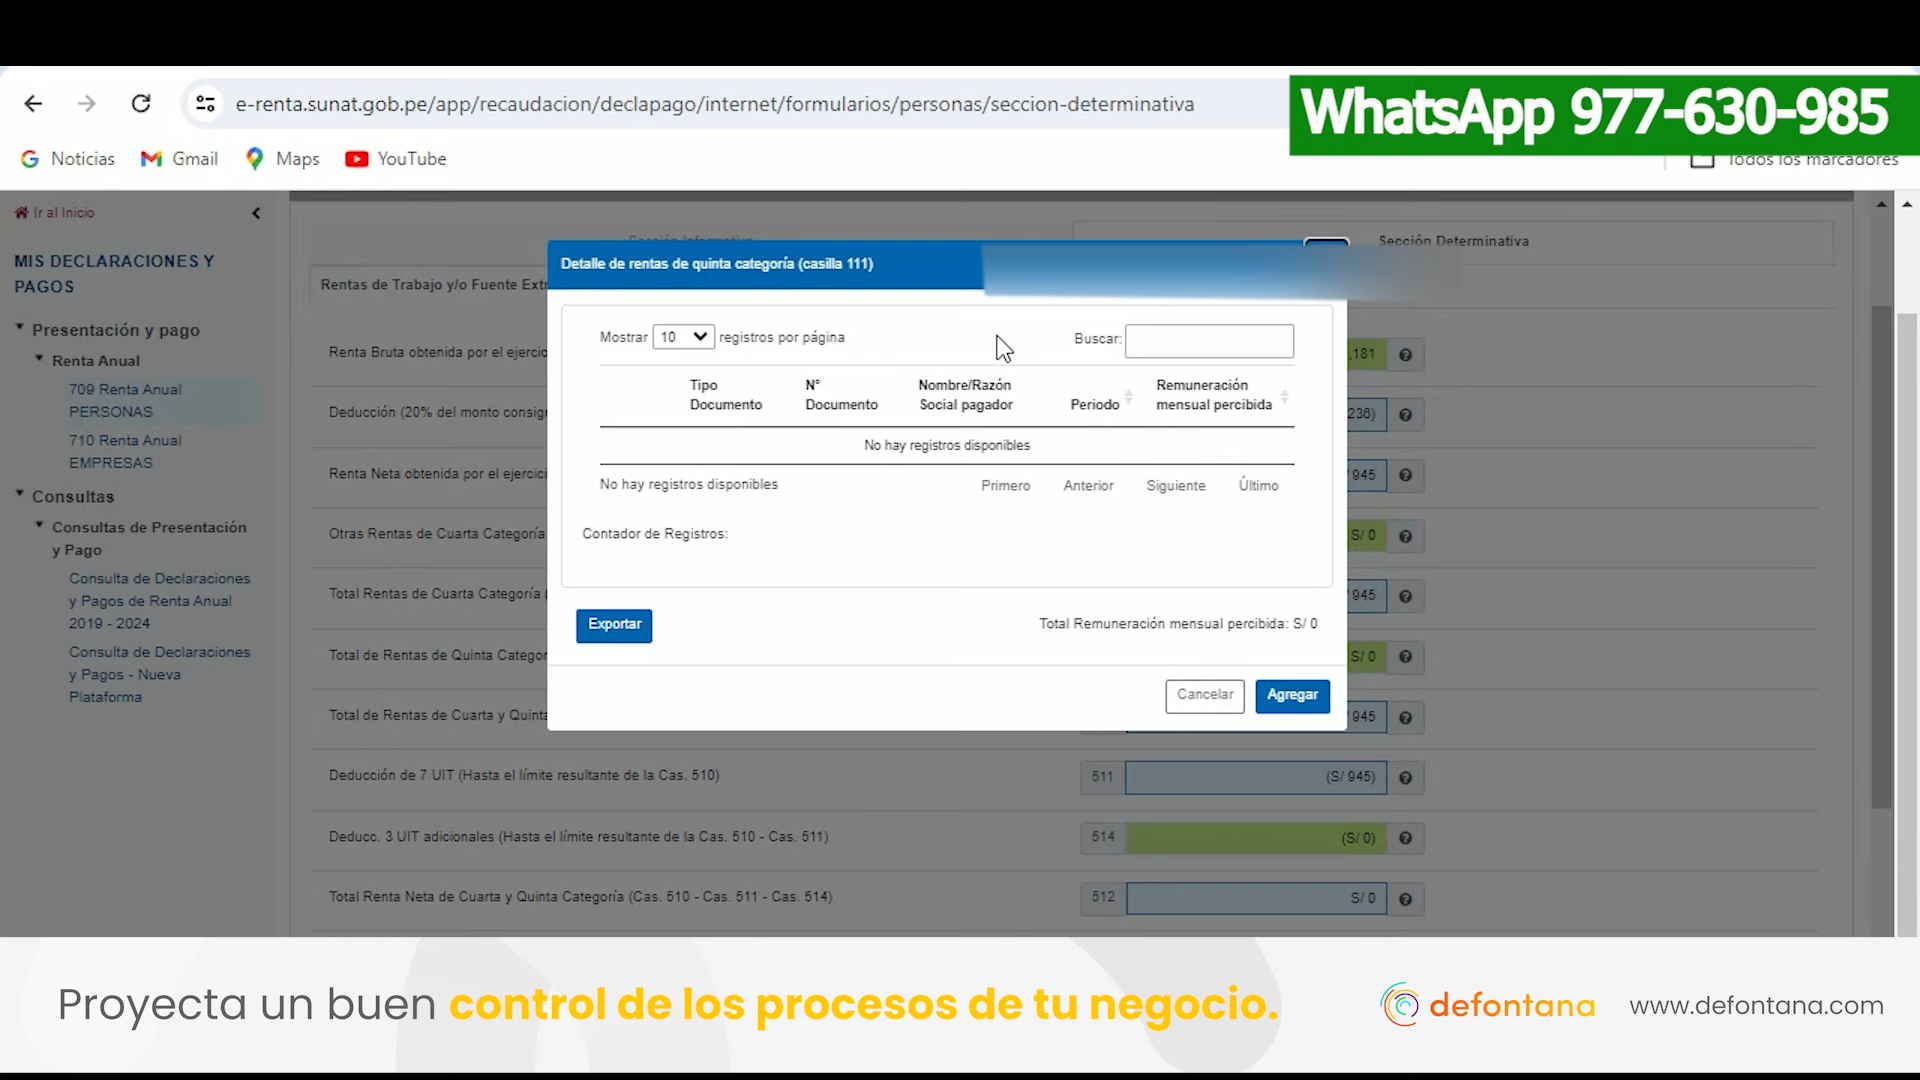 e-renta.sunat.gob.pe/app/recaudacion/declapago/internet/formularios/personas/seccion-determinativa
WhatsApp 977-630-985
Noticias
Gmail
Maps
YouTube
Todos los marcadores
Ir al Inicio
MIS DECLARACIONES Y
PAGOS
Presentación y pago
Renta Anual
709 Renta Anual
PERSONAS
710 Renta Anual
EMPRESAS
Consultas
Consultas de Presentación
y Pago
Consulta de Declaraciones
y Pagos de Renta Anual
2019 - 2024
Consulta de Declaraciones
y Pagos - Nueva
Plataforma
Sección Determinativa
Rentas de Trabajo y/o Fuente
Renta Bruta obtenida por el
,181
Deducción (20% del monto
236)
Renta Neta obtenida por el
945
Otras Rentas de Cuarta Categoría
S/ 0
Total Rentas de Cuarta Categoría
945
Total de Rentas de Quinta
S/ 0
Total de Rentas de Cuarta y
945
Deducción de 7 UIT (Hasta el límite resultante de la Cas. 510)
511
(S/ 945)
Deducc. 3 UIT adicionales (Hasta el límite resultante de la Cas. 510 - Cas. 511)
514
(S/ 0)
Total Renta Neta de Cuarta y Quinta Categoría (Cas. 510 - Cas. 511 - Cas. 514)
512
S/ 0
Detalle de rentas de quinta categoría (casilla 111)
Mostrar 10 registros por página
Buscar:
Tipo
Documento
N°
Documento
Nombre/Razón
Social pagador
Periodo
Remuneración
mensual percibida
No hay registros disponibles
No hay registros disponibles
Primero Anterior Siguiente Último
Contador de Registros:
Exportar
Total Remuneración mensual percibida: S/ 0
Cancelar
Agregar
Proyecta un buen control de los procesos de tu negocio.
defontana
www.defontana.com